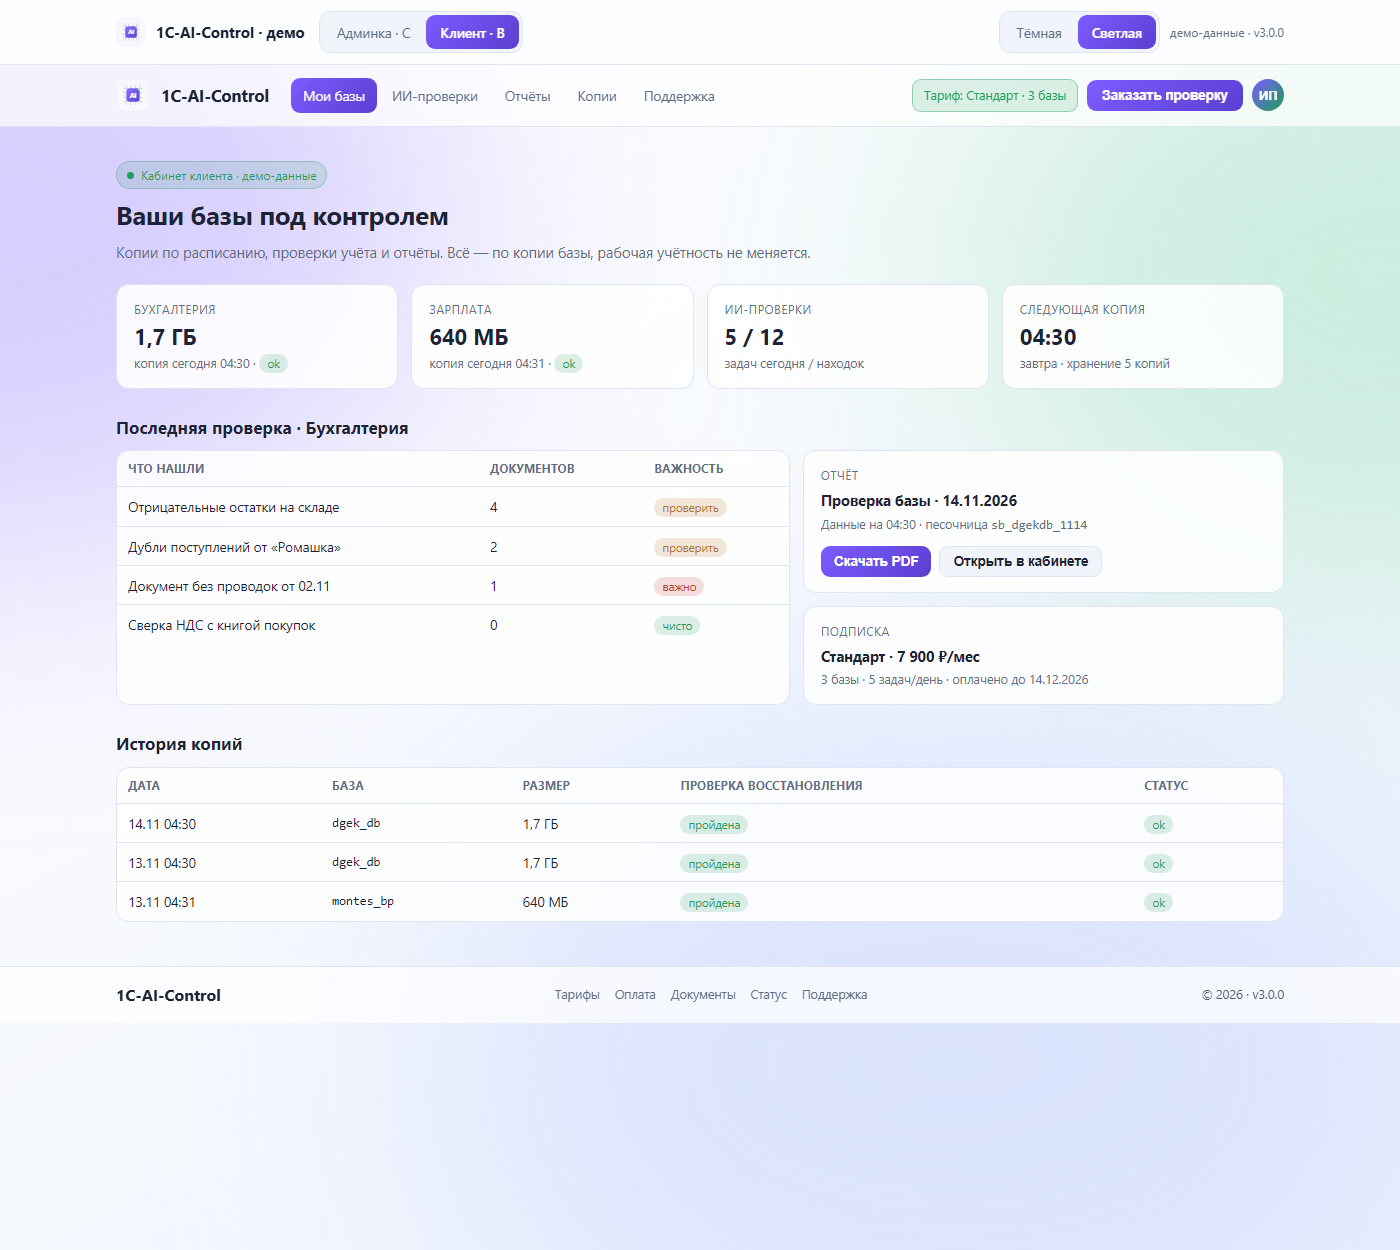 1C-AI-Control · демо Админка · C Клиент · B Тёмная Светлая демо-данные · v3.0.0
1C-AI-Control Мои базы ИИ-проверки Отчёты Копии Поддержка Тариф: Стандарт · 3 базы Заказать проверку ИП
Кабинет клиента · демо-данные
Ваши базы под контролем
Копии по расписанию, проверки учёта и отчёты. Всё — по копии базы, рабочая учётность не меняется.
БУХГАЛТЕРИЯ
1,7 ГБ
копия сегодня 04:30 · ok
ЗАРПЛАТА
640 МБ
копия сегодня 04:31 · ok
ИИ-ПРОВЕРКИ
5 / 12
задач сегодня / находок
СЛЕДУЮЩАЯ КОПИЯ
04:30
завтра · хранение 5 копий
Последняя проверка · Бухгалтерия
ЧТО НАШЛИ ДОКУМЕНТОВ ВАЖНОСТЬ
Отрицательные остатки на складе 4 проверить
Дубли поступлений от «Ромашка» 2 проверить
Документ без проводок от 02.11 1 важно
Сверка НДС с книгой покупок 0 чисто
ОТЧЁТ
Проверка базы · 14.11.2026
Данные на 04:30 · песочница sb_dgekdb_1114
Скачать PDF Открыть в кабинете
ПОДПИСКА
Стандарт · 7 900 ₽/мес
3 базы · 5 задач/день · оплачено до 14.12.2026
История копий
ДАТА БАЗА РАЗМЕР ПРОВЕРКА ВОССТАНОВЛЕНИЯ СТАТУС
14.11 04:30 dgek_db 1,7 ГБ пройдена ok
13.11 04:30 dgek_db 1,7 ГБ пройдена ok
13.11 04:31 montes_bp 640 МБ пройдена ok
1C-AI-Control Тарифы Оплата Документы Статус Поддержка © 2026 · v3.0.0